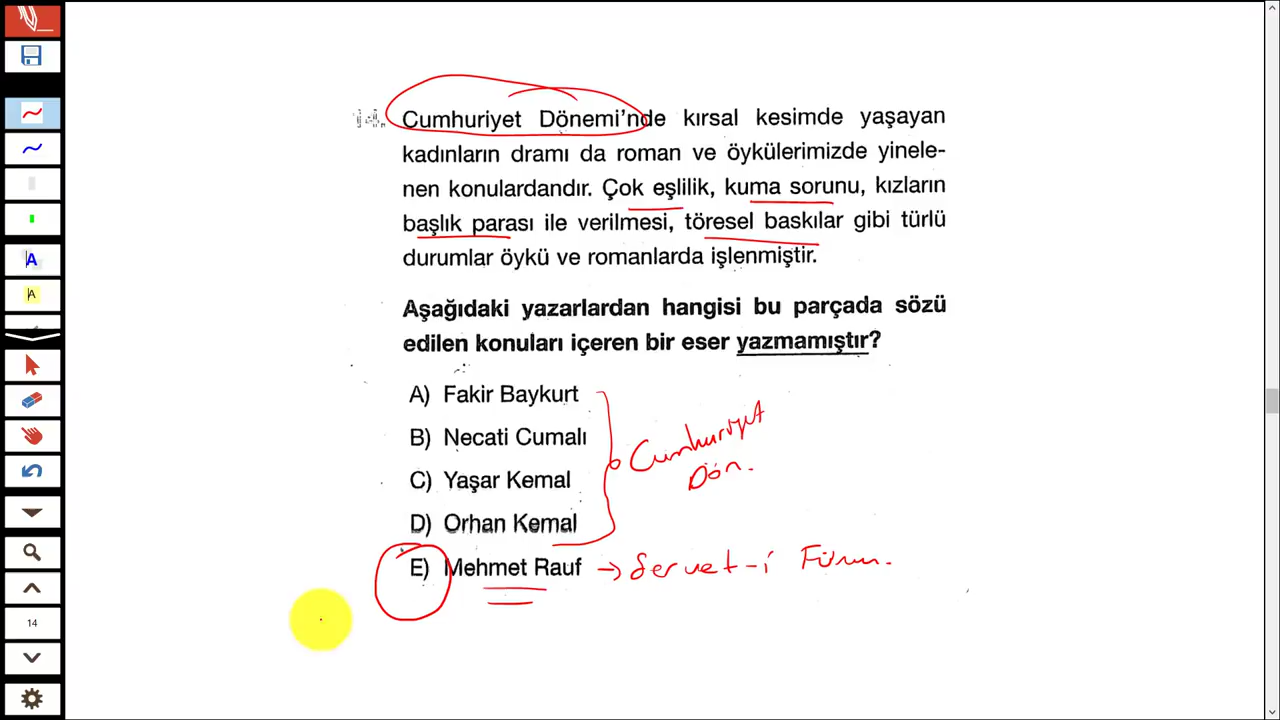 14.
Cumhuriyet Dönemi'nde kırsal kesimde yaşayan
kadınların dramı da roman ve öykülerimizde yinele-
nen konulardandır. Çok eşlilik, kuma sorunu, kızların
başlık parası ile verilmesi, töresel baskılar gibi türlü
durumlar öykü ve romanlarda işlenmiştir.
Aşağıdaki yazarlardan hangisi bu parçada sözü
edilen konuları içeren bir eser yazmamıştır?
A) Fakir Baykurt
B) Necati Cumalı
C) Yaşar Kemal
D) Orhan Kemal
Cumhuriyet
Dön.
E) Mehmet Rauf → Servet-i Fünun.
A
A
14